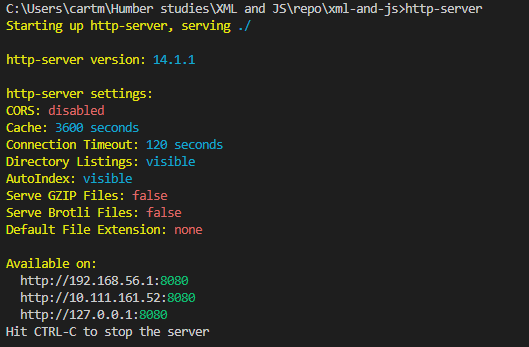 C:\Users\cartm\Humber studies\XML and JS\repo\xml-and-js>http-server
Starting up http-server, serving ./
http-server version: 14.1.1
http-server settings:
CORS: disabled
Cache: 3600 seconds
Connection Timeout: 120 seconds
Directory Listings: visible
AutoIndex: visible
Serve GZIP Files: false
Serve Brotli Files: false
Default File Extension: none
Available on:
http://192.168.56.1:8080
http://10.111.161.52:8080
http://127.0.0.1:8080
Hit CTRL-C to stop the server